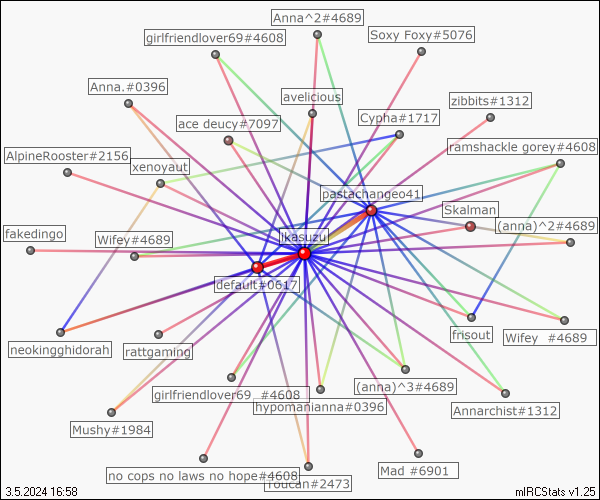 Anna^2#4689
girlfriendlover69#4608
Soxy Foxy#5076
Anna.#0396
avelicious
zibbits#1312
ace deucy#7097
Cypha#1717
ramshackle gorey#4608
AlpineRooster#2156
xenoyaut
pastachangeo41
Skalman
(anna)^2#4689
fakedingo
Wifey#4689
ikasuzu
default#0617
neokingghidorah
rattgaming
frisout
Wifey_ #4689
girlfriendlover69_ #4608
(anna)^3#4689
hypomanianna#0396
Annarchist#1312
Mushy#1984
no cops no laws no hope#4608
Toucan#2473
Mad #6901
3.5.2024 16:58
mIRCStats v1.25